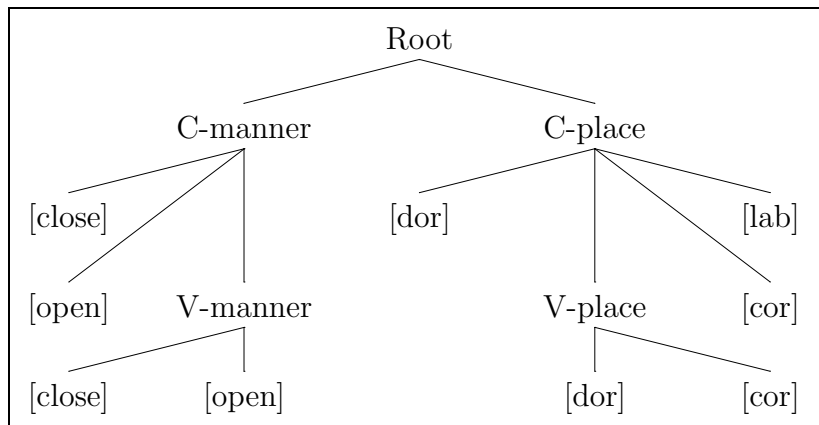 Root
C-manner C-place
[close] [dor] [lab]
[open] V-manner V-place [cor]
[close] [open] [dor] [cor]